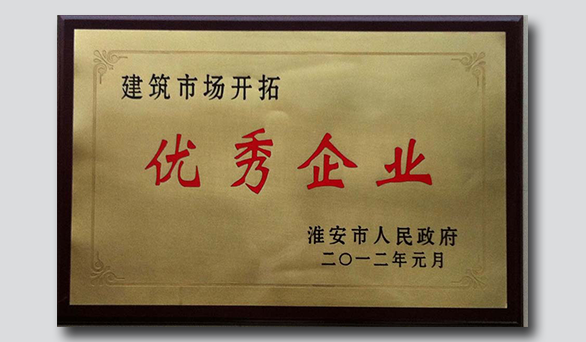 建筑市场开拓
优秀企业
淮安市人民政府
二〇一二年元月